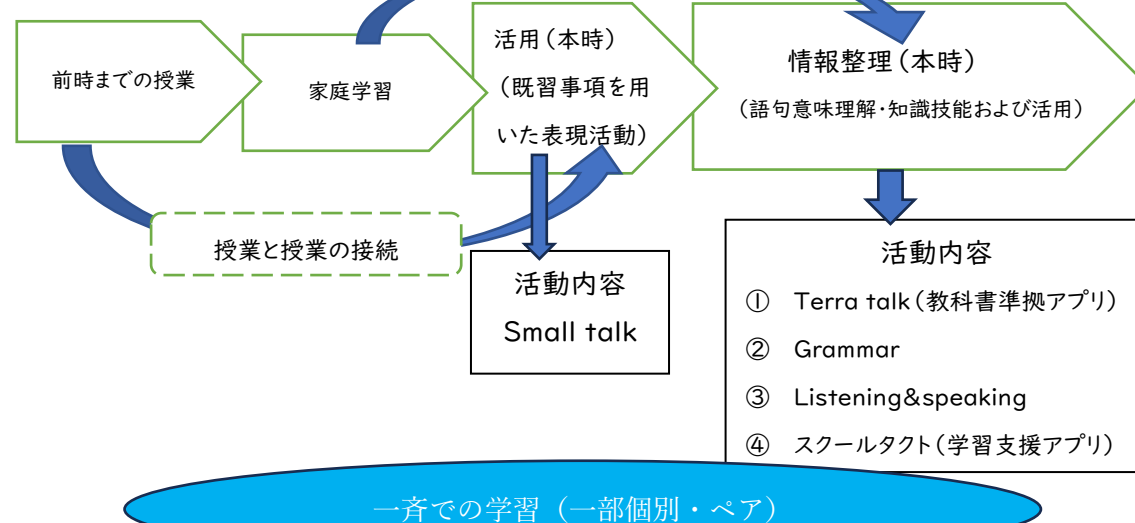 前時までの授業
家庭学習
活用(本時)
(既習事項を用
いた表現活動)
情報整理(本時)
(語句意味理解・知識技能および活用)
授業と授業の接続
活動内容
Small talk
活動内容
① Terra talk(教科書準拠アプリ)
② Grammar
③ Listening&speaking
④ スクールタクト(学習支援アプリ)
一斉での学習(一部個別・ペア)